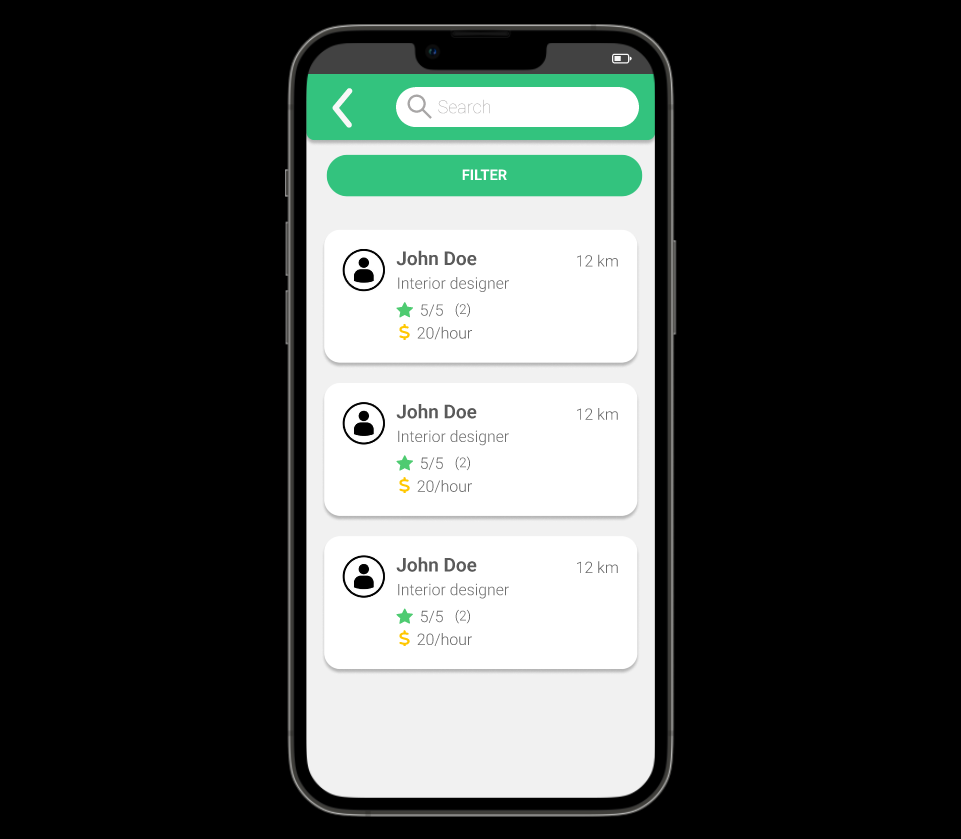 Search
FILTER
John Doe
12 km
Interior designer
5/5 (2)
$ 20/hour
John Doe
12 km
Interior designer
5/5 (2)
$ 20/hour
John Doe
12 km
Interior designer
5/5 (2)
$ 20/hour